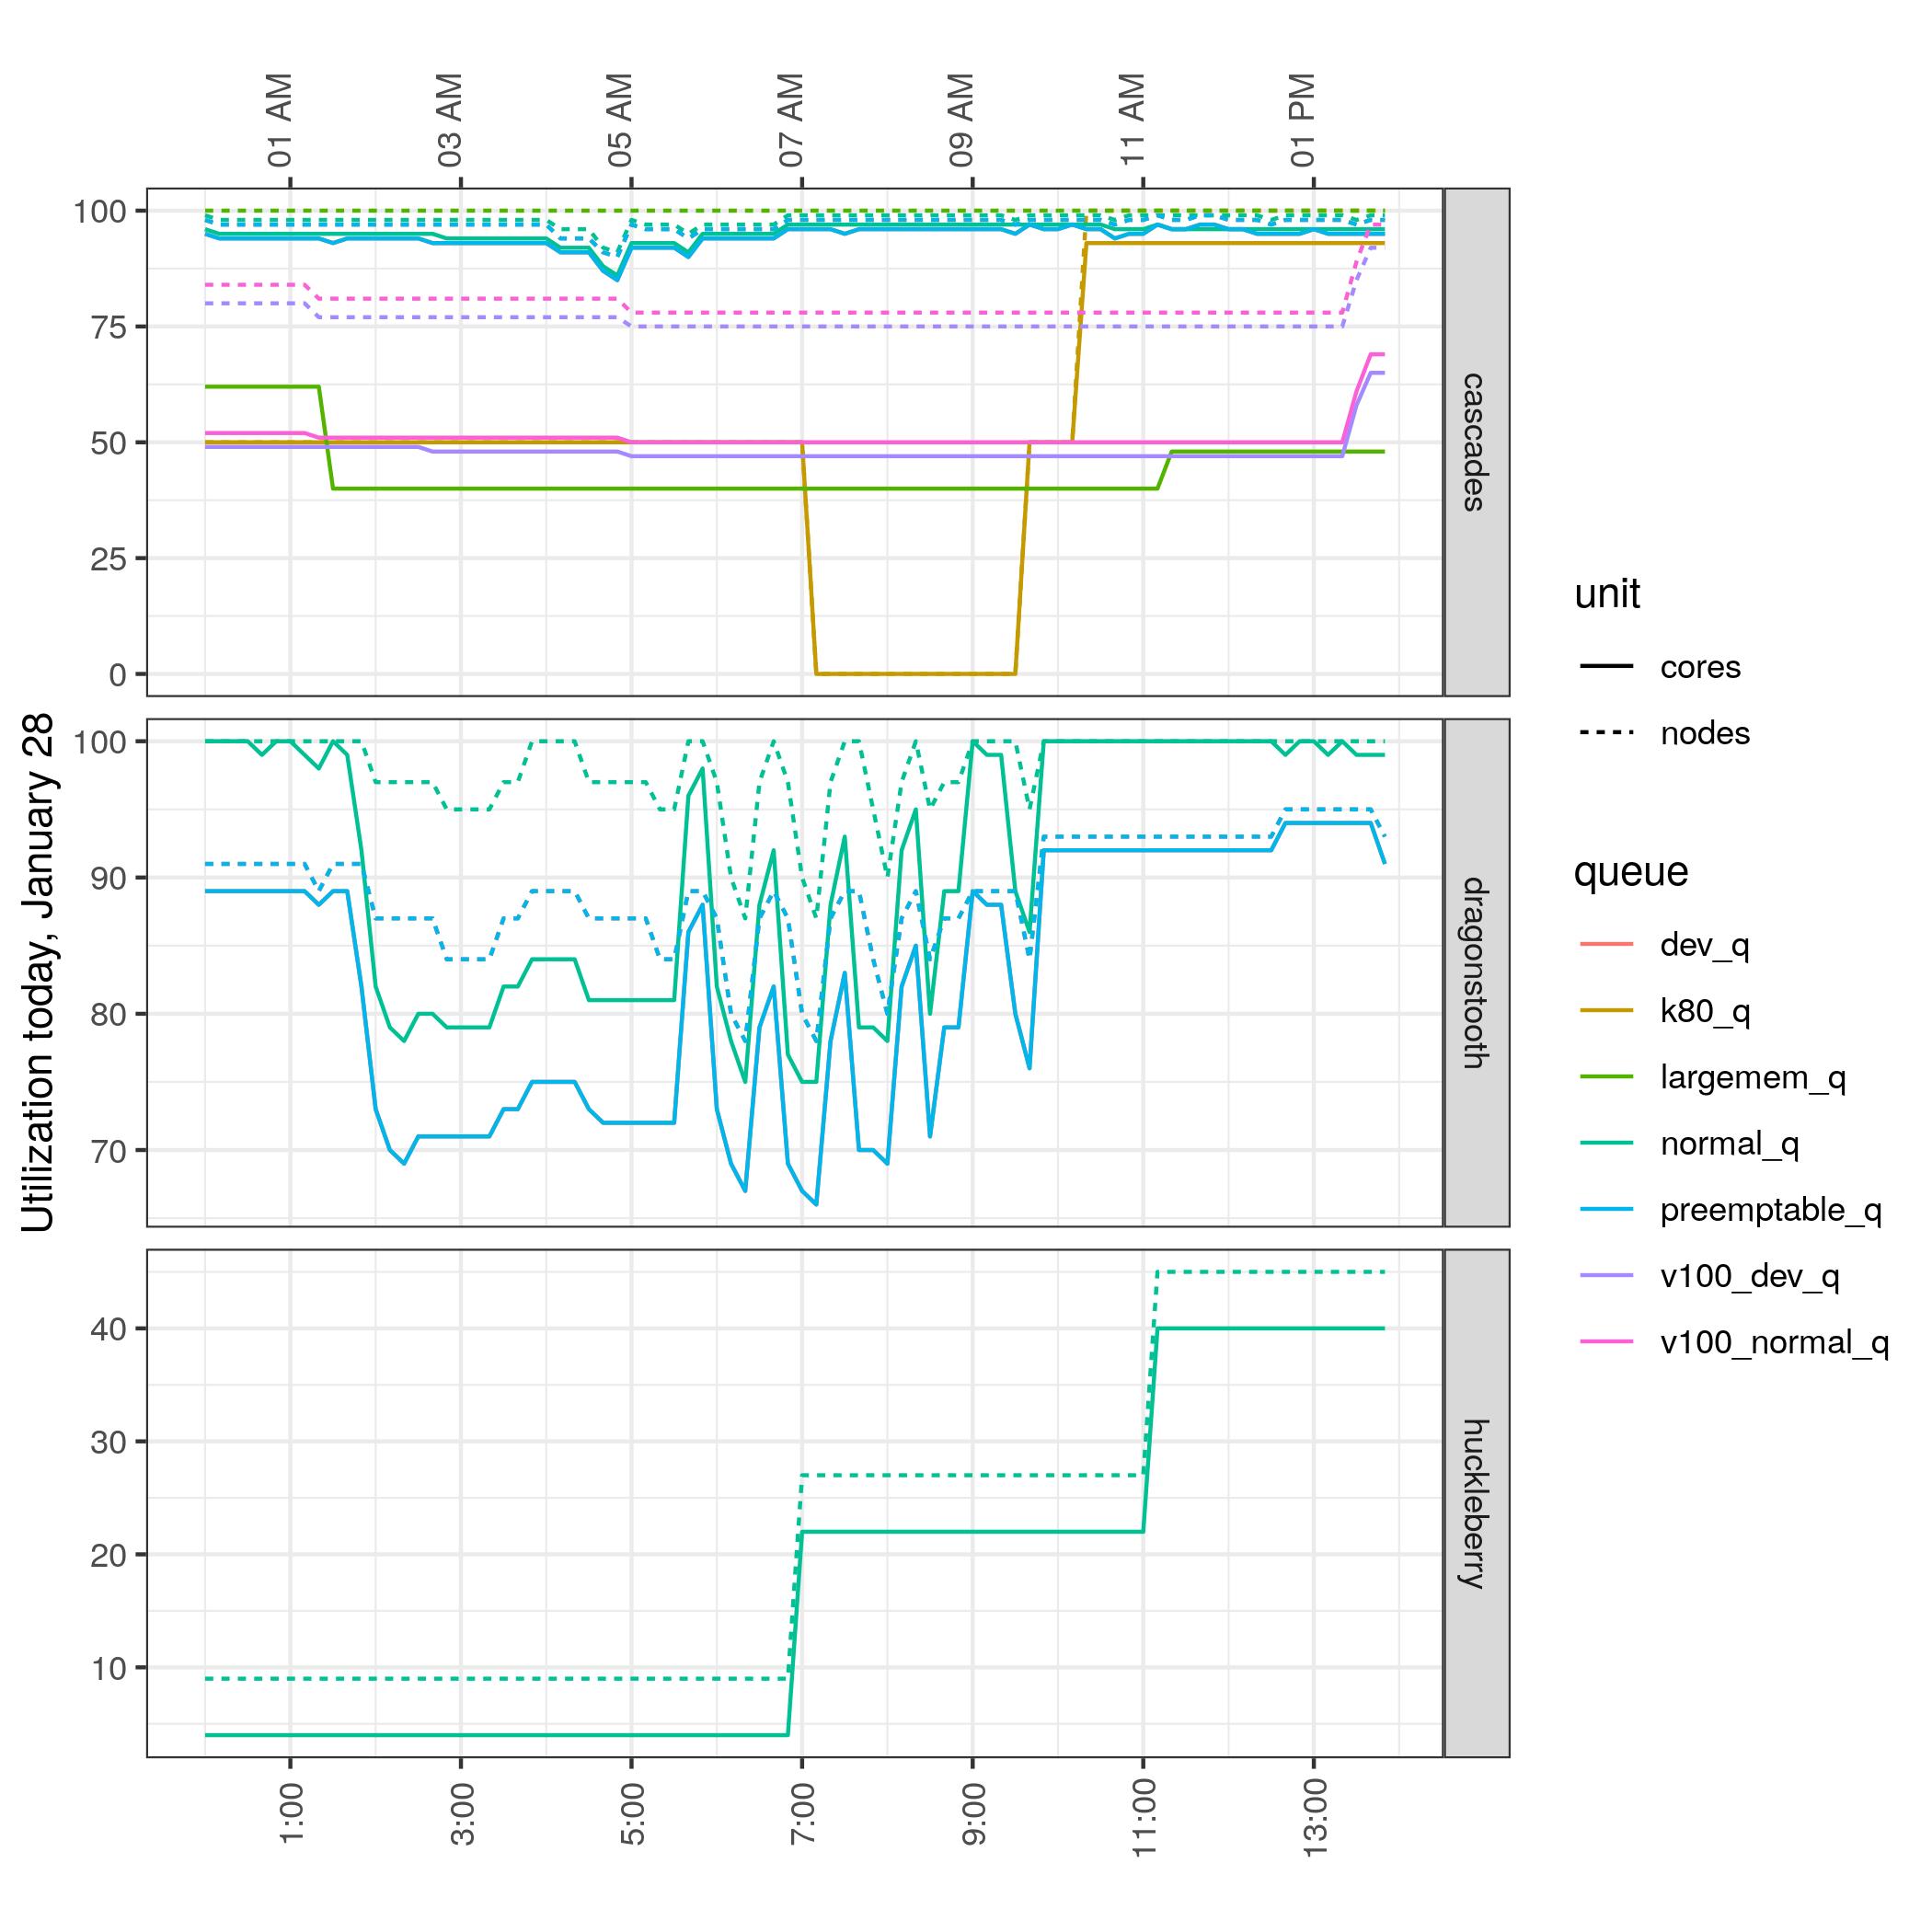 01 AM
03 AM
05 AM
07 AM
09 AM
11 AM
01 PM
Utilization today, January 28
100
75
50
25
0
cascades
100
90
80
70
dragonstooth
40
30
20
10
huckleberry
1:00
3:00
5:00
7:00
9:00
11:00
13:00
unit
cores
nodes
queue
dev_q
k80_q
largemem_q
normal_q
preemptable_q
v100_dev_q
v100_normal_q